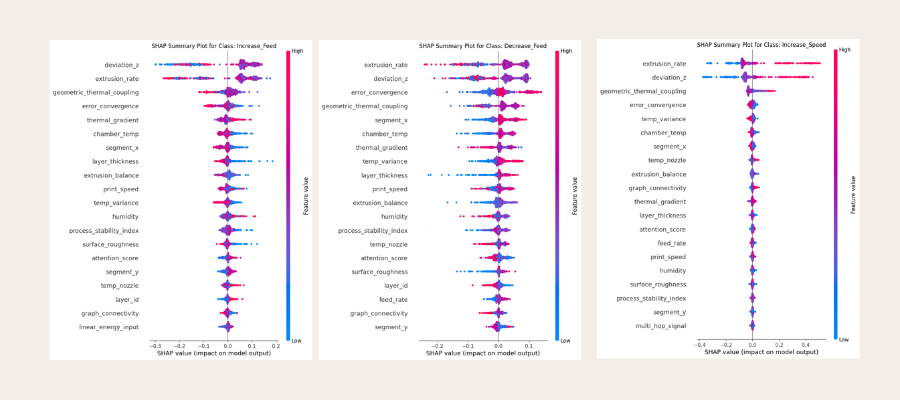 SHAP Summary Plot for Class: Increase_Feed
High
deviation_z
extrusion_rate
geometric_thermal_coupling
error_convergence
thermal_gradient
chamber_temp
segment_x
layer_thickness
extrusion_balance
print_speed
temp_variance
humidity
process_stability_index
surface_roughness
attention_score
segment_y
temp_nozzle
layer_id
graph_connectivity
linear_energy_input
Feature value
Low
−0.3 −0.2 −0.1 0.0 0.1 0.2
SHAP value (impact on model output)
SHAP Summary Plot for Class: Decrease_Feed
High
extrusion_rate
deviation_z
error_convergence
geometric_thermal_coupling
segment_x
chamber_temp
thermal_gradient
temp_variance
layer_thickness
print_speed
extrusion_balance
humidity
process_stability_index
temp_nozzle
attention_score
surface_roughness
layer_id
feed_rate
graph_connectivity
segment_y
Feature value
Low
−0.2 −0.1 0.0 0.1
SHAP value (impact on model output)
SHAP Summary Plot for Class: Increase_Speed
High
extrusion_rate
deviation_z
geometric_thermal_coupling
error_convergence
temp_variance
chamber_temp
segment_x
temp_nozzle
extrusion_balance
graph_connectivity
thermal_gradient
layer_thickness
attention_score
feed_rate
print_speed
humidity
surface_roughness
process_stability_index
segment_y
multi_hop_signal
Feature value
Low
−0.4 −0.2 0.0 0.2 0.4
SHAP value (impact on model output)